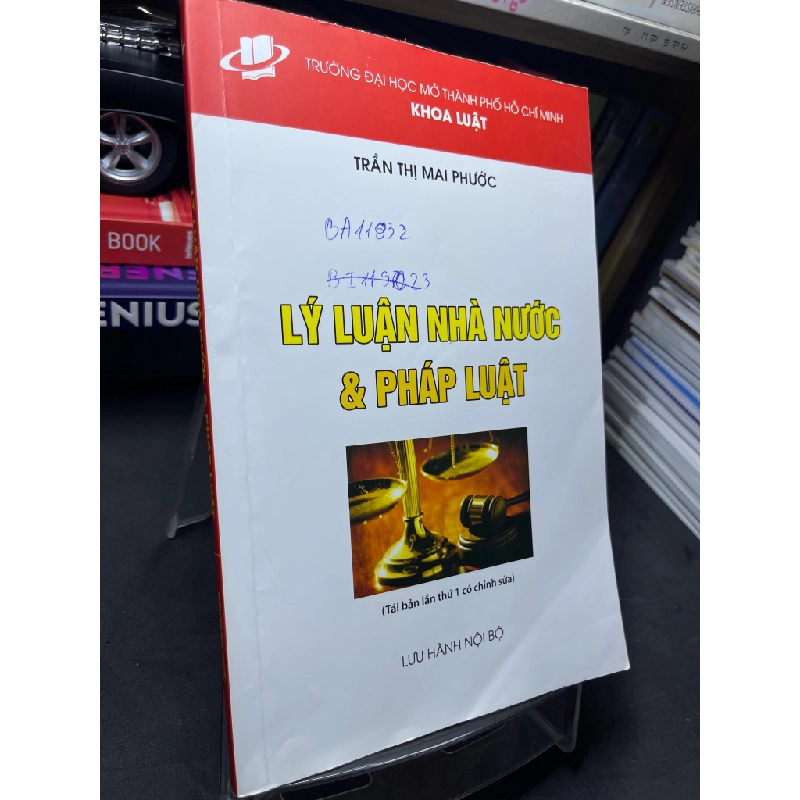 TRƯỜNG ĐẠI HỌC MỞ THÀNH PHỐ HỒ CHÍ MINH
KHOA LUẬT
TRẦN THỊ MAI PHƯỚC
BA11932
LÝ LUẬN NHÀ NƯỚC
& PHÁP LUẬT
(Tái bản lần thứ 1 có chỉnh sửa)
LƯU HÀNH NỘI BỘ
BOOK
ENIUS